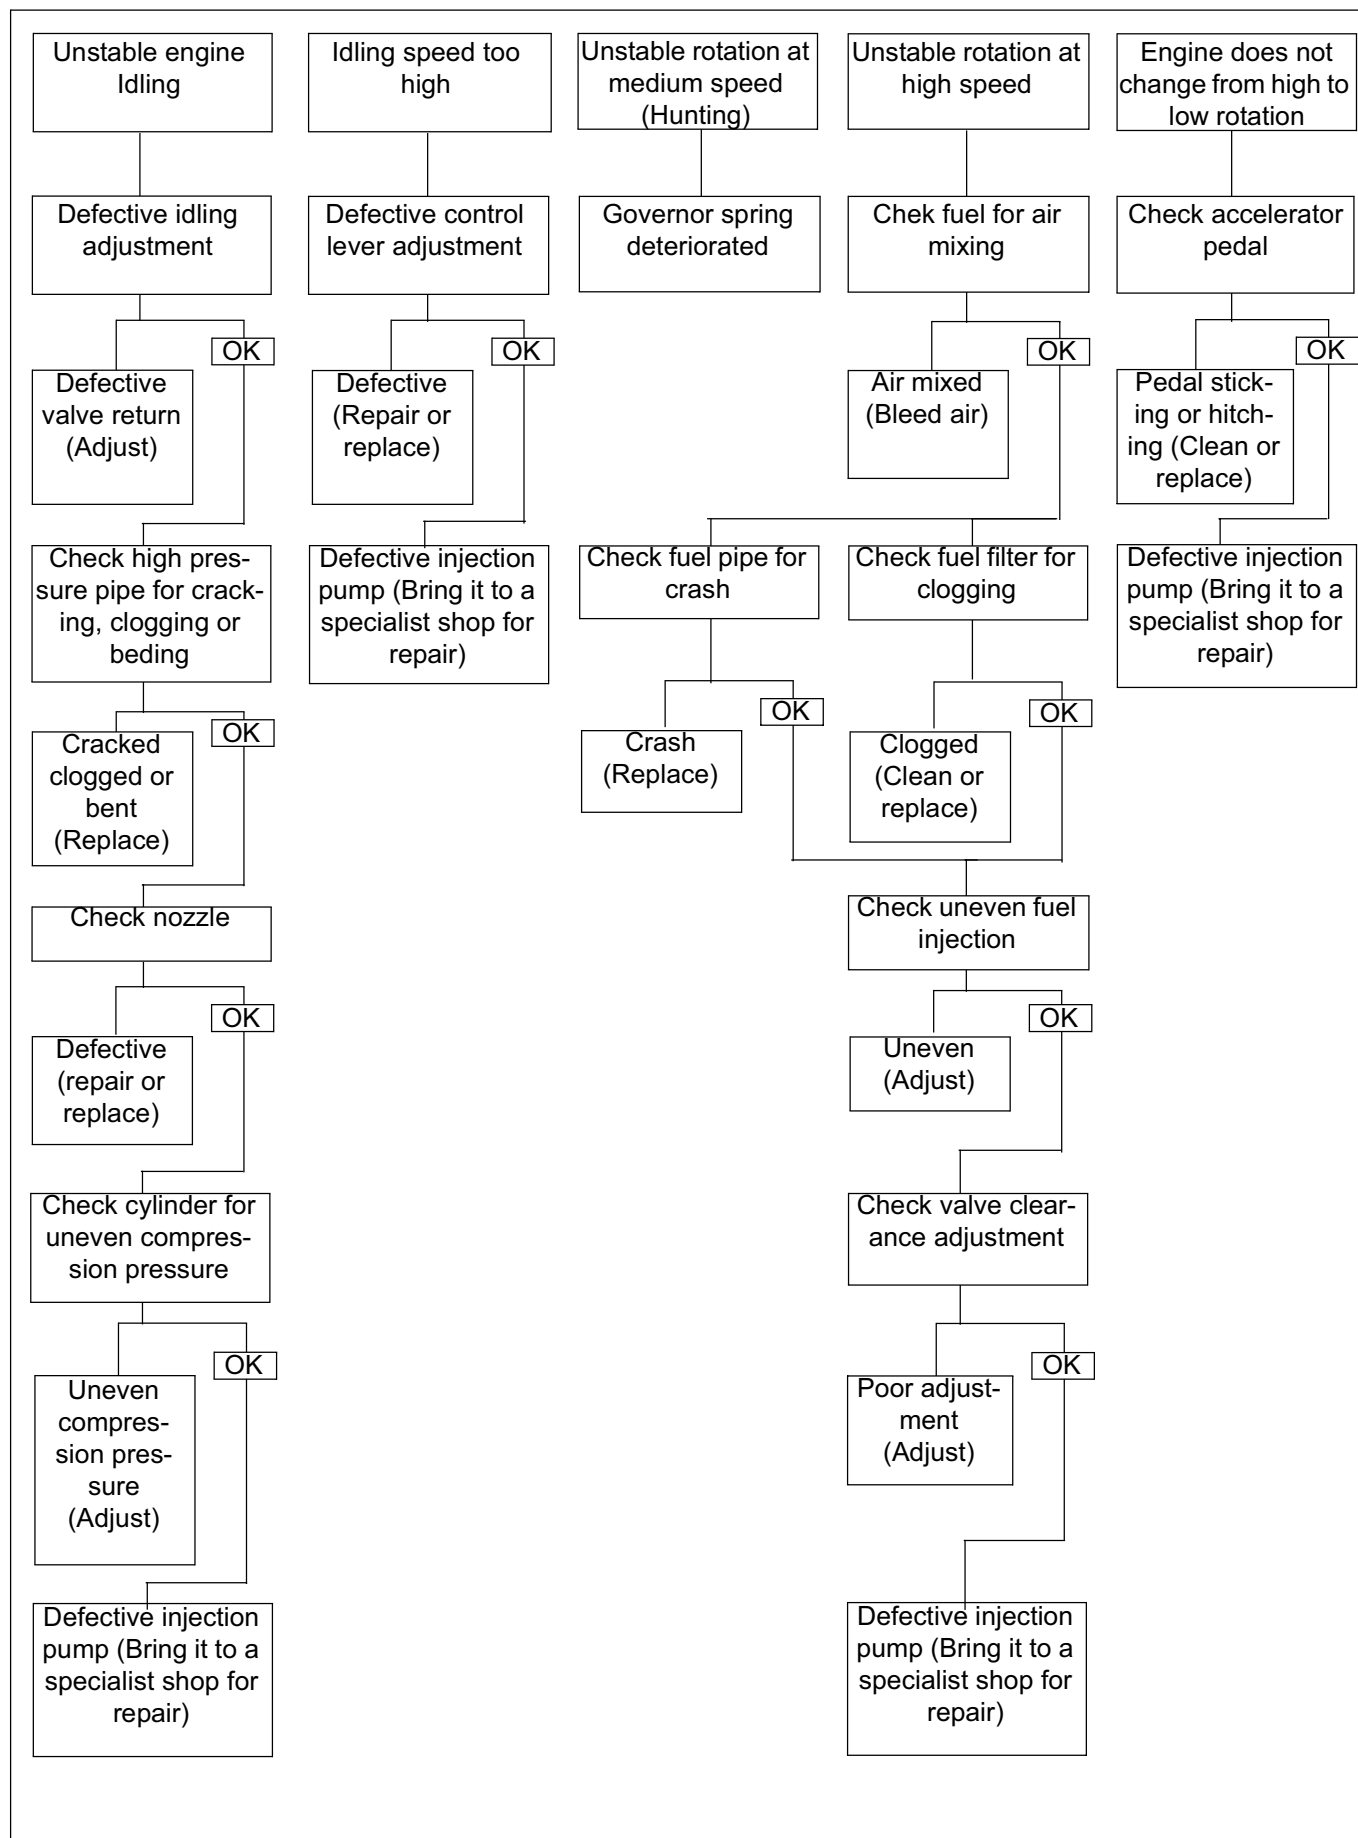 Unstable engine
Idling
Idling speed too
high
Unstable rotation at
medium speed
(Hunting)
Unstable rotation at
high speed
Engine does not
change from high to
low rotation
Defective idling
adjustment
Defective control
lever adjustment
Governor spring
deteriorated
Chek fuel for air
mixing
Check accelerator
pedal
OK
OK
OK
OK
Defective
valve return
(Adjust)
Defective
(Repair or
replace)
Air mixed
(Bleed air)
Pedal stick-
ing or hitch-
ing (Clean or
replace)
Check high pres-
sure pipe for crack-
ing, clogging or
beding
Defective injection
pump (Bring it to a
specialist shop for
repair)
Check fuel pipe for
crash
Check fuel filter for
clogging
Defective injection
pump (Bring it to a
specialist shop for
repair)
OK
OK
OK
Cracked
clogged or
bent
(Replace)
Crash
(Replace)
Clogged
(Clean or
replace)
Check nozzle
Check uneven fuel
injection
OK
OK
Defective
(repair or
replace)
Uneven
(Adjust)
Check cylinder for
uneven compres-
sion pressure
Check valve clear-
ance adjustment
OK
OK
Uneven
compres-
sion pres-
sure
(Adjust)
Poor adjust-
ment
(Adjust)
Defective injection
pump (Bring it to a
specialist shop for
repair)
Defective injection
pump (Bring it to a
specialist shop for
repair)